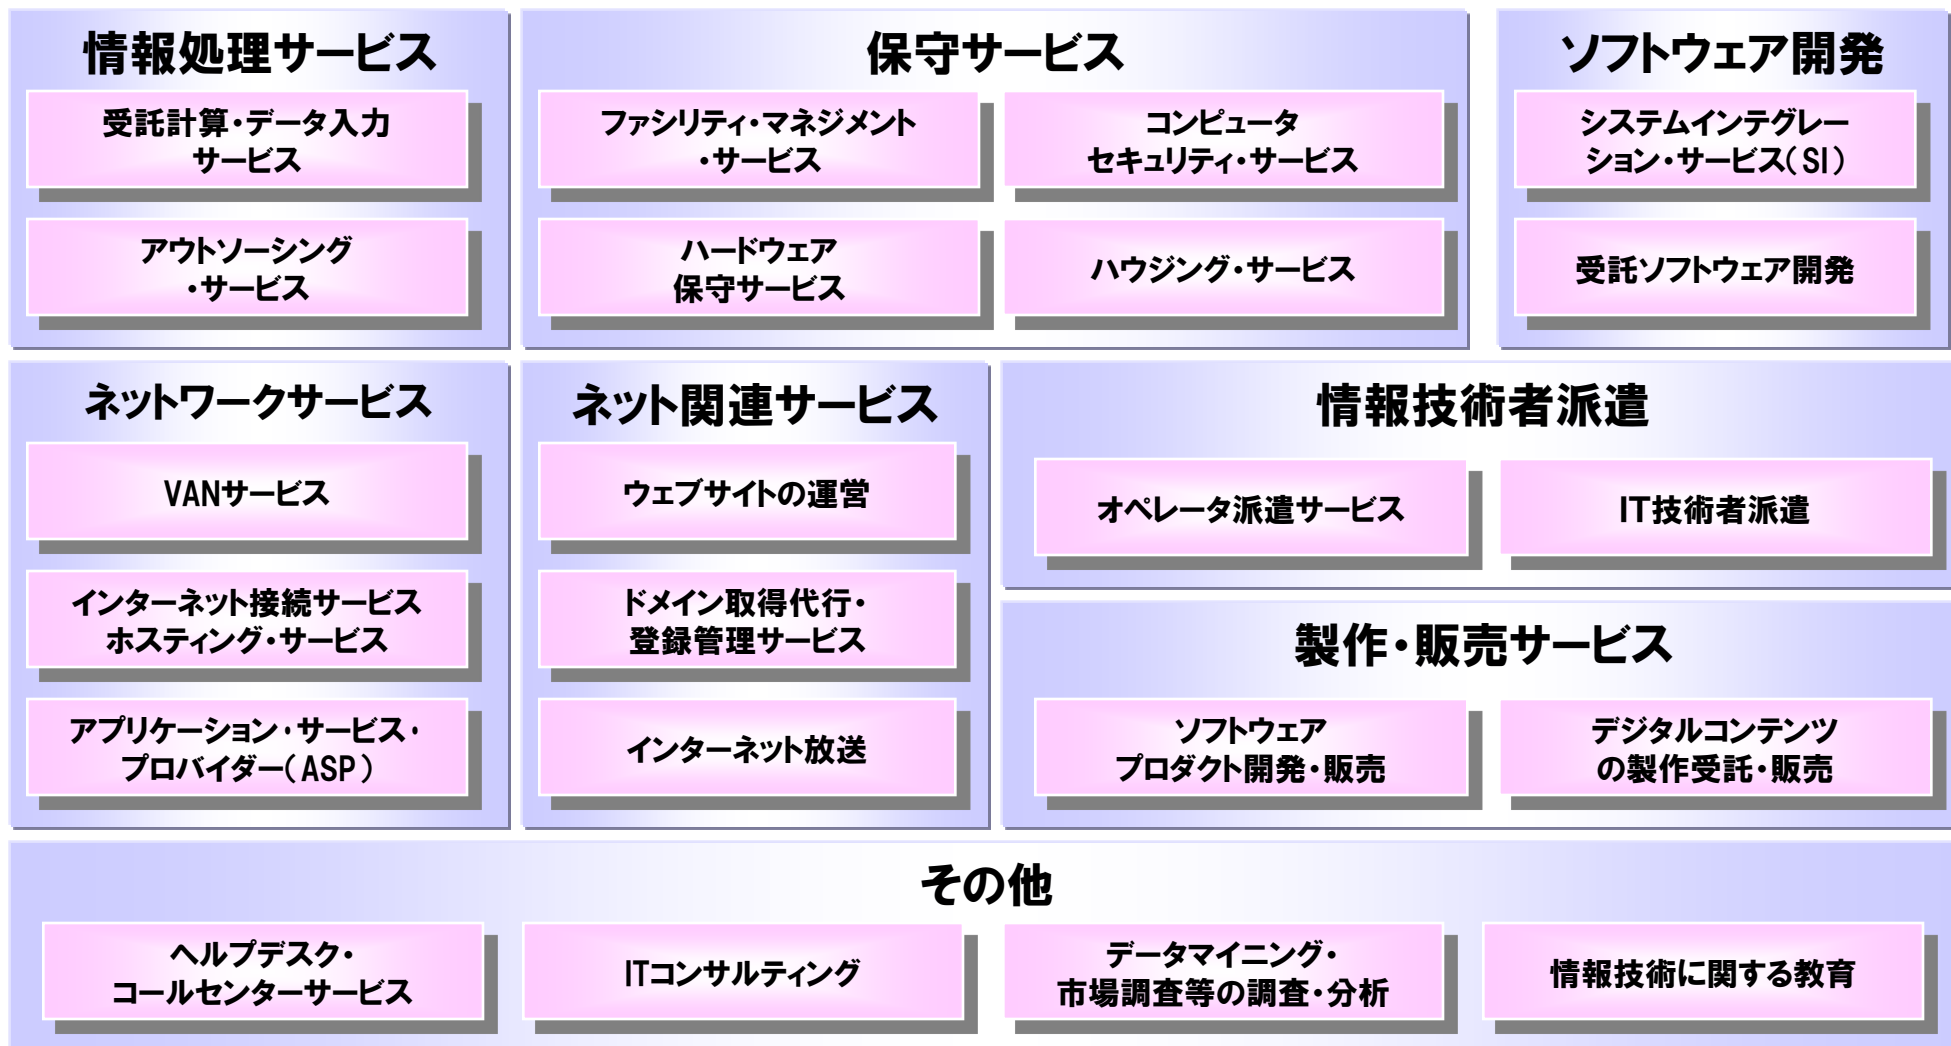 情報処理サービス
受託計算・データ入力
サービス
アウトソーシング
・サービス
保守サービス
ファシリティ・マネジメント
・サービス
コンピュータ
セキュリティ・サービス
ハードウェア
保守サービス
ハウジング・サービス
ソフトウェア開発
システムインテグレー
ション・サービス(SI)
受託ソフトウェア開発
ネットワークサービス
VANサービス
インターネット接続サービス
ホスティング・サービス
アプリケーション・サービス・
プロバイダー(ASP)
ネット関連サービス
ウェブサイトの運営
ドメイン取得代行・
登録管理サービス
インターネット放送
情報技術者派遣
オペレータ派遣サービス
IT技術者派遣
製作・販売サービス
ソフトウェア
プロダクト開発・販売
デジタルコンテンツ
の製作受託・販売
その他
ヘルプデスク・
コールセンターサービス
ITコンサルティング
データマイニング・
市場調査等の調査・分析
情報技術に関する教育